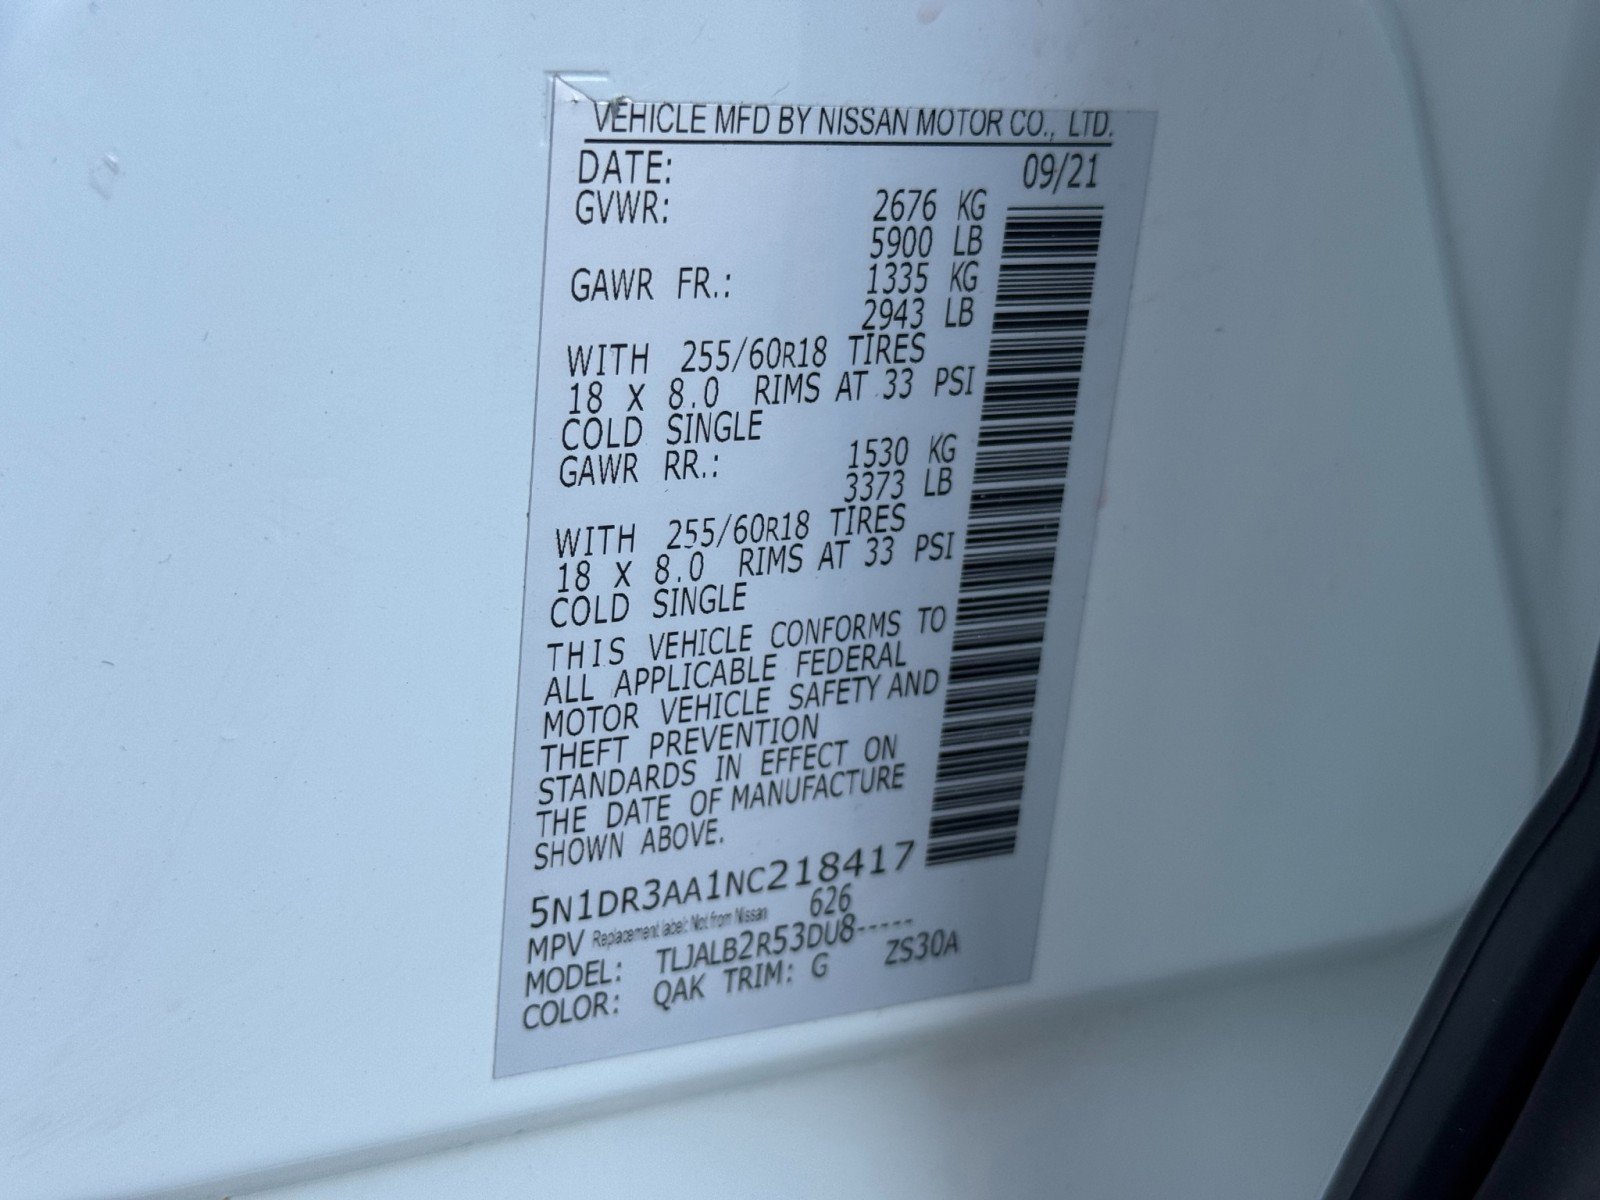 VEHICLE MFD BY NISSAN MOTOR CO., LTD.
DATE: 09/21
GVWR: 2676 KG
5900 LB
GAWR FR.: 1335 KG
2943 LB
WITH 255/60R18 TIRES
18 X 8.0 RIMS AT 33 PSI
COLD SINGLE
GAWR RR.: 1530 KG
3373 LB
WITH 255/60R18 TIRES
18 X 8.0 RIMS AT 33 PSI
COLD SINGLE
THIS VEHICLE CONFORMS TO
ALL APPLICABLE FEDERAL
MOTOR VEHICLE SAFETY AND
THEFT PREVENTION
STANDARDS IN EFFECT ON
THE DATE OF MANUFACTURE
SHOWN ABOVE.
5N1DR3AA1NC218417
MPV Replacement label: Not from Nissan 626
MODEL: TLJALB2R53DU8-----
COLOR: QAK TRIM: G ZS30A